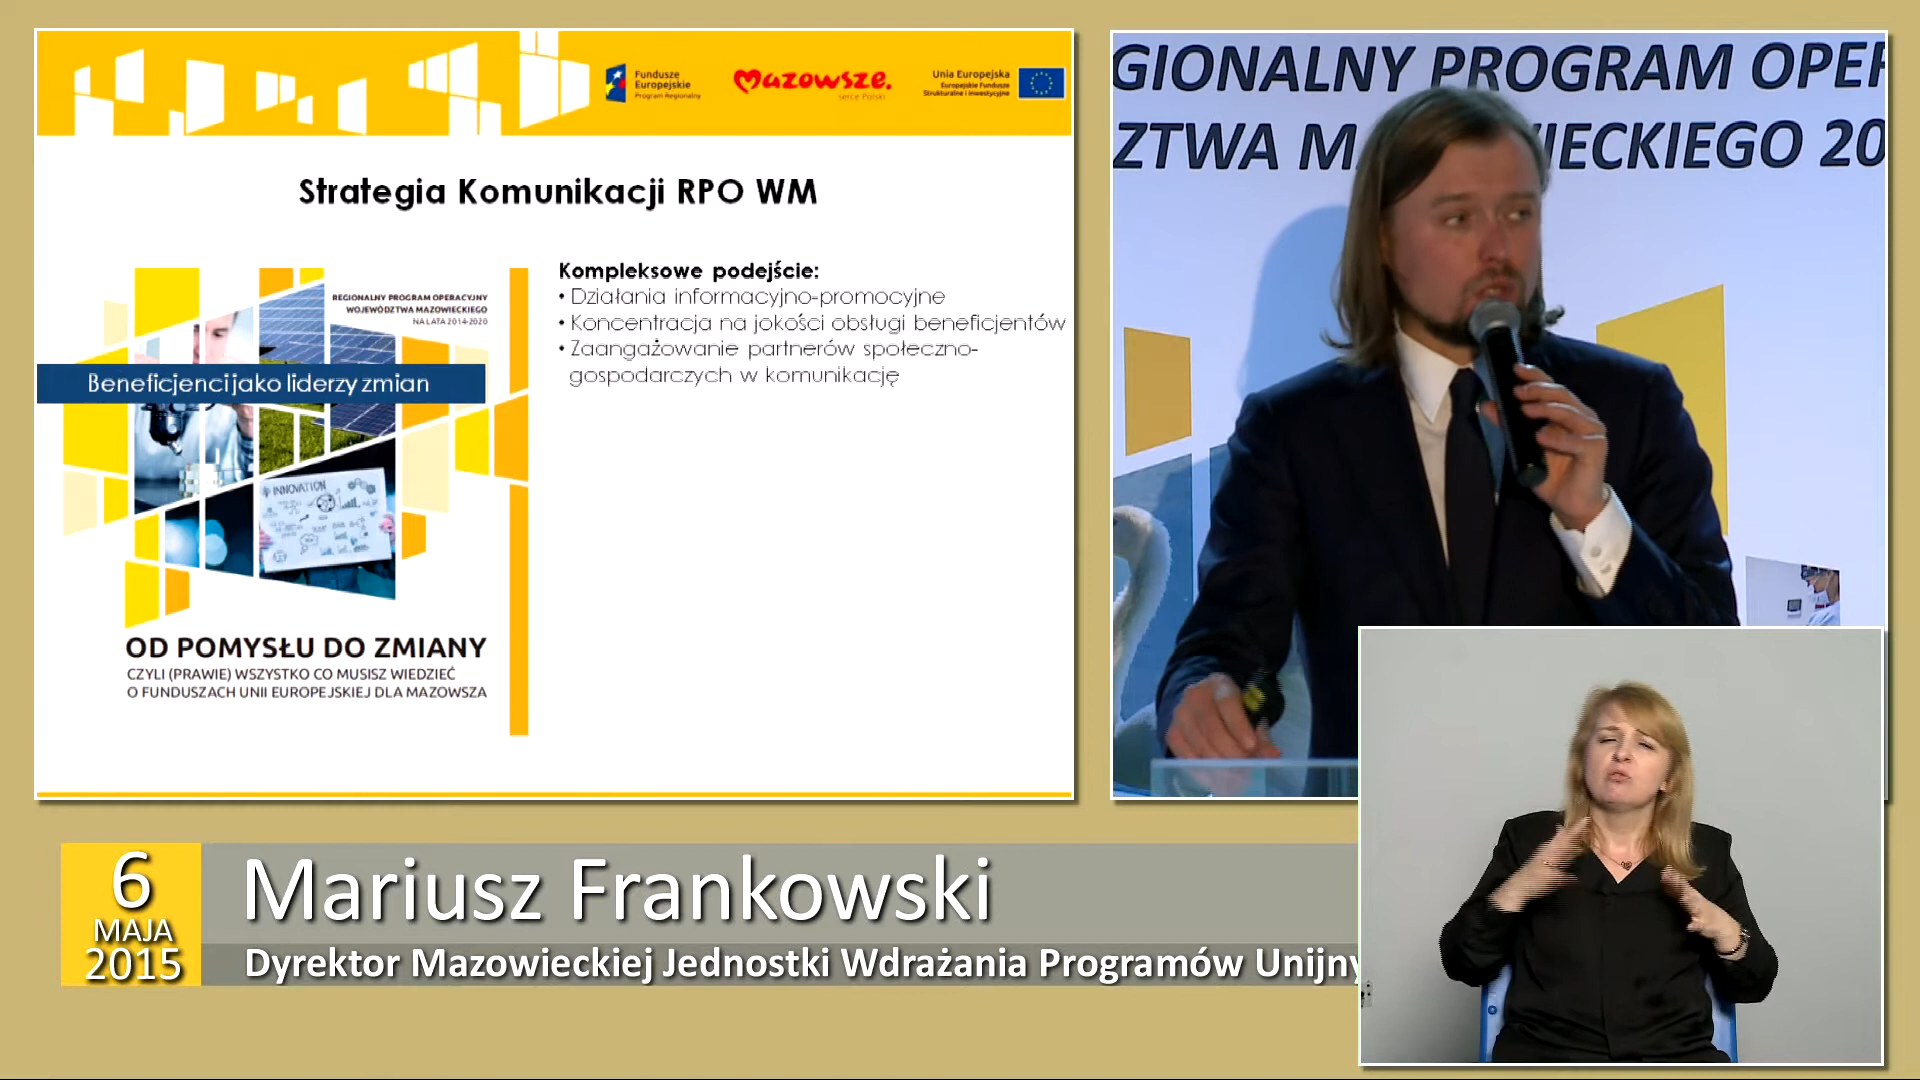 Fundusze
Europejskie
Program Regionalny
mazowsze.
serce Polski
Unia Europejska
Europejskie Fundusze
Strukturalne i Inwestycyjne
Strategia Komunikacji RPO WM
REGIONALNY PROGRAM OPERACYJNY
WOJEWÓDZTWA MAZOWIECKIEGO
NA LATA 2014-2020
Beneficjenci jako liderzy zmian
INNOVATION
OD POMYSŁU DO ZMIANY
CZYLI (PRAWIE) WSZYSTKO CO MUSISZ WIEDZIEĆ
O FUNDUSZACH UNII EUROPEJSKIEJ DLA MAZOWSZA
Kompleksowe podejście:
• Działania informacyjno-promocyjne
• Koncentracja na jokości obsługi beneficjentów
• Zaangażowanie partnerów społeczno-
gospodarczych w komunikację
GIONALNY PROGRAM OPER
ZTWA M IECKIEGO 20
6
MAJA
2015
Mariusz Frankowski
Dyrektor Mazowieckiej Jednostki Wdrażania Programów Unijny